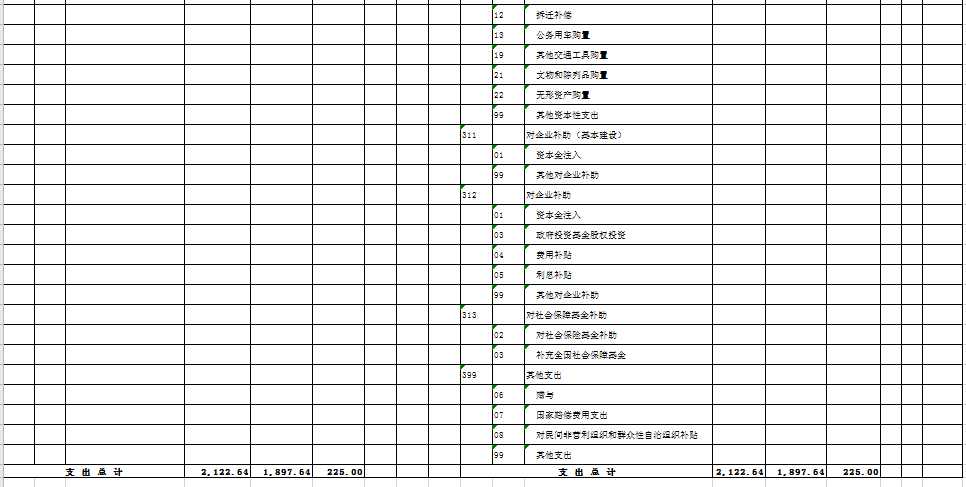 12 拆迁补偿
13 公务用车购置
19 其他交通工具购置
21 文物和陈列品购置
22 无形资产购置
99 其他资本性支出
311 对企业补助（基本建设）
01 资本金注入
99 其他对企业补助
312 对企业补助
01 资本金注入
03 政府投资基金股权投资
04 费用补贴
05 利息补贴
99 其他对企业补助
313 对社会保障基金补助
02 对社会保险基金补助
03 补充全国社会保障基金
399 其他支出
06 赠与
07 国家赔偿费用支出
08 对民间非营利组织和群众性自治组织补贴
99 其他支出
支 出 总 计 2,122.64 1,897.64 225.00 支 出 总 计 2,122.64 1,897.64 225.00